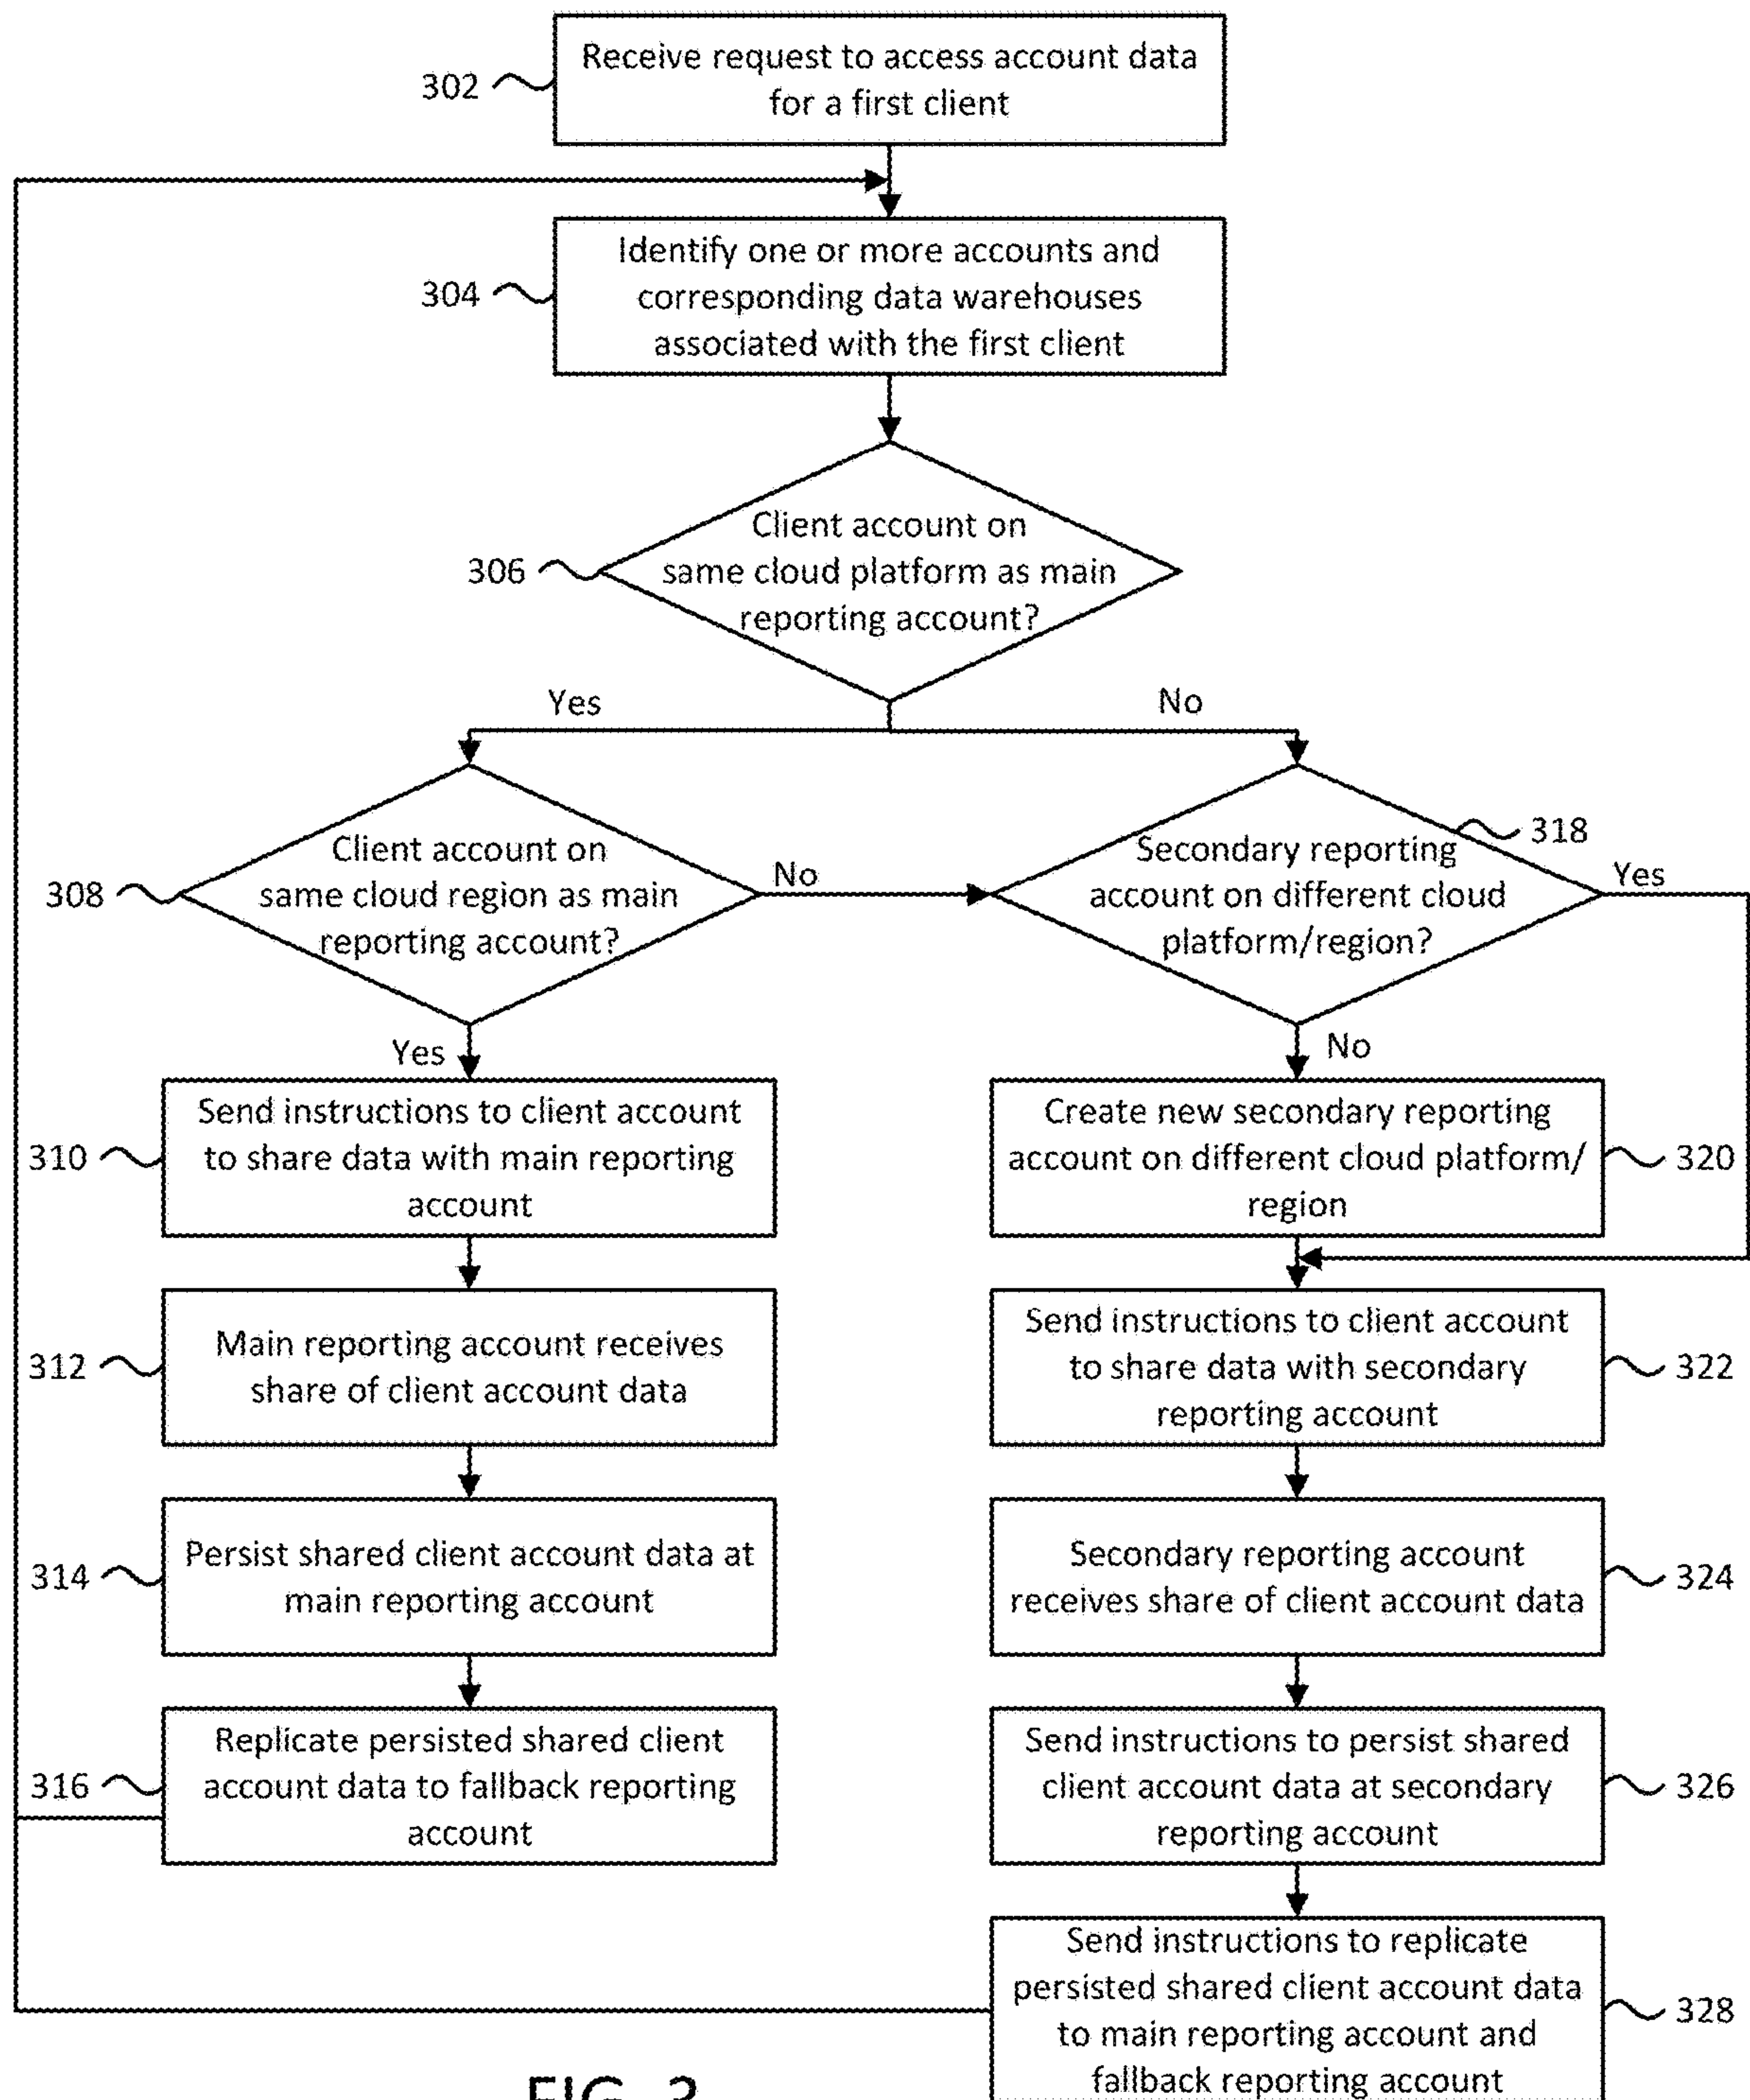 302
Receive request to access account data
for a first client
304
Identify one or more accounts and
corresponding data warehouses
associated with the first client
306
Client account on
same cloud platform as main
reporting account?
Yes
No
308
Client account on
same cloud region as main
reporting account?
No
318
Secondary reporting
account on different cloud
platform/region?
Yes
Yes
No
310
Send instructions to client account
to share data with main reporting
account
Create new secondary reporting
account on different cloud platform/
region
320
312
Main reporting account receives
share of client account data
Send instructions to client account
to share data with secondary
reporting account
322
314
Persist shared client account data at
main reporting account
Secondary reporting account
receives share of client account data
324
316
Replicate persisted shared client
account data to fallback reporting
account
Send instructions to persist shared
client account data at secondary
reporting account
326
Send instructions to replicate
persisted shared client account data
to main reporting account and
fallback reporting account
328
FIG. 3